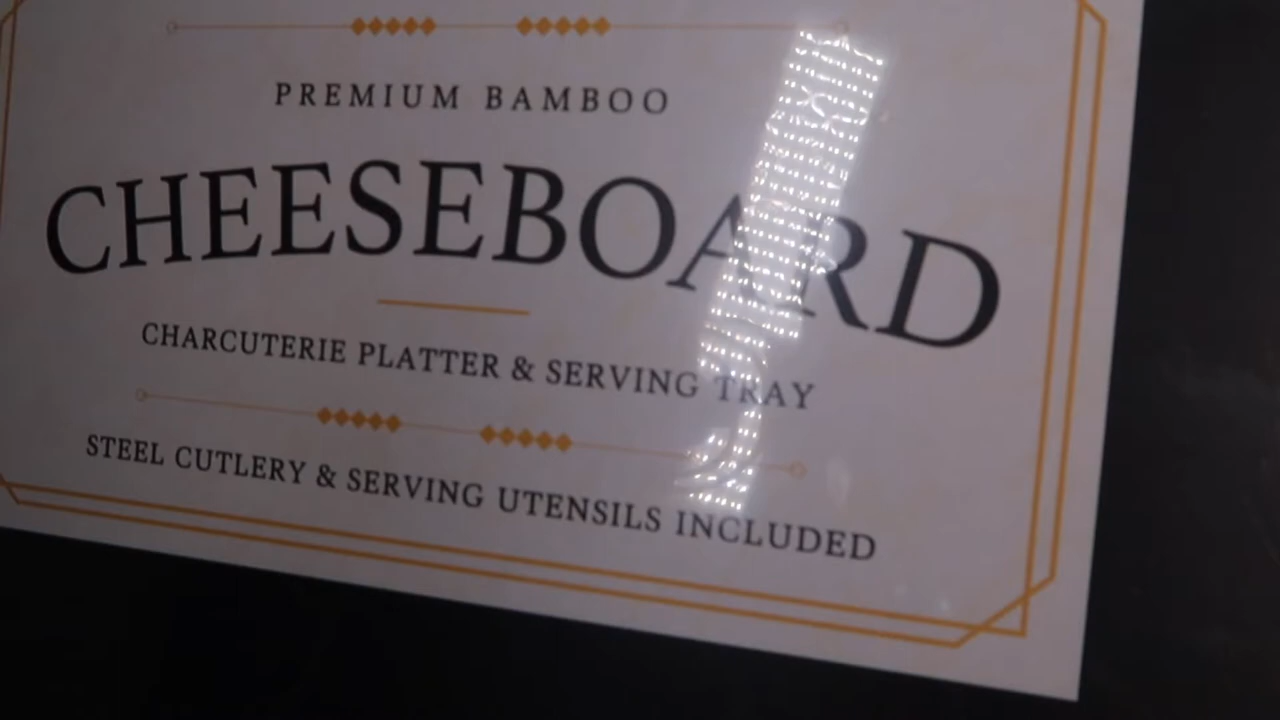 PREMIUM BAMBOO
CHEESEBOARD
CHARCUTERIE PLATTER & SERVING TRAY
STEEL CUTLERY & SERVING UTENSILS INCLUDED